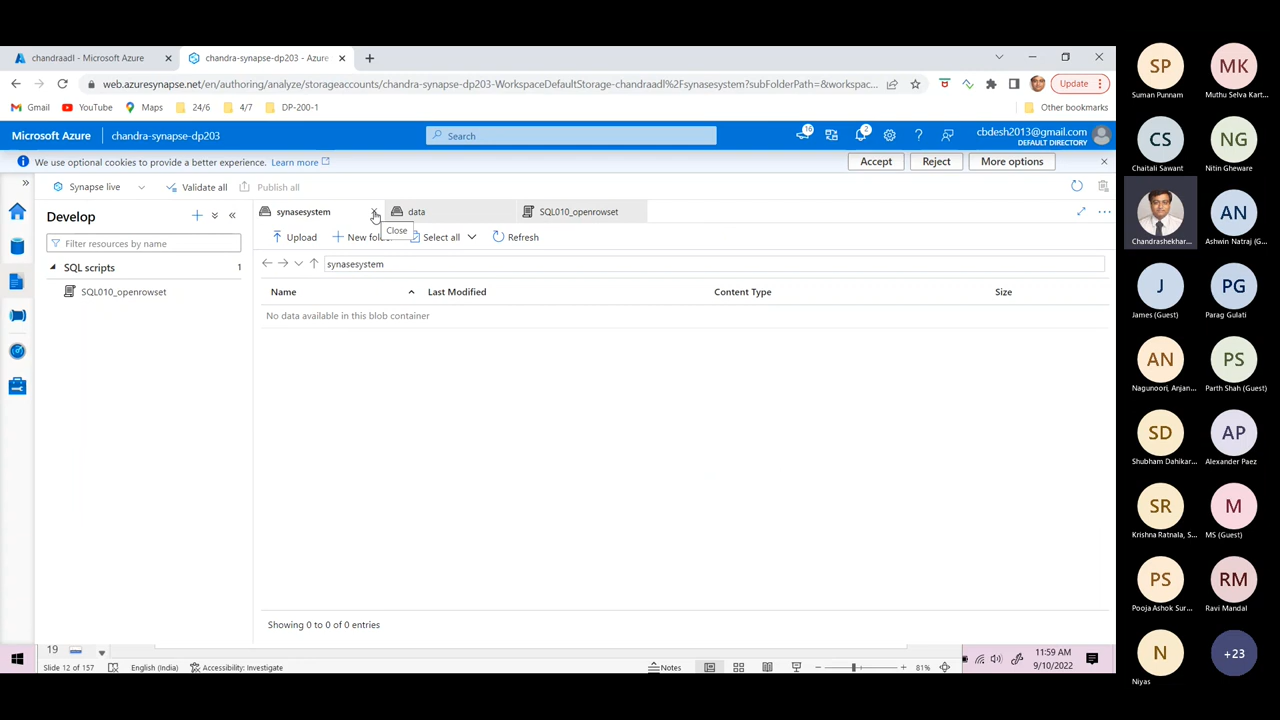 chandraadl - Microsoft Azure
chandra-synapse-dp203 - Azure
web.azuresynapse.net/en/authoring/analyze/storageaccounts/chandra-synapse-dp203-WorkspaceDefaultStorage-chandraadl%2Fsynasesystem?subFolderPath=&workspac...
Update
Gmail YouTube Maps 24/6 4/7 DP-200-1 Other bookmarks
Microsoft Azure chandra-synapse-dp203 Search 16 2 cbdesh2013@gmail.com
DEFAULT DIRECTORY
We use optional cookies to provide a better experience. Learn more Accept Reject More options
Synapse live Validate all Publish all
Develop
Filter resources by name
SQL scripts 1
SQL010_openrowset
synasesystem data SQL010_openrowset
Close
Upload New folder Select all Refresh
synasesystem
Name Last Modified Content Type Size
No data available in this blob container
Showing 0 to 0 of 0 entries
19
Slide 12 of 157 English (India) Accessibility: Investigate Notes 81%
11:59 AM
9/10/2022
SP MK
Suman Punnam Muthu Selva Kart...
CS NG
Chaitali Sawant Nitin Gheware
AN
Chandrashekhar... Ashwin Natraj (G...
J PG
James (Guest) Parag Gulati
AN PS
Nagunoori, Anjan... Parth Shah (Guest)
SD AP
Shubham Dahikar... Alexander Paez
SR M
Krishna Ratnala, S... MS (Guest)
PS RM
Pooja Ashok Sur... Ravi Mandal
N +23
Niyas